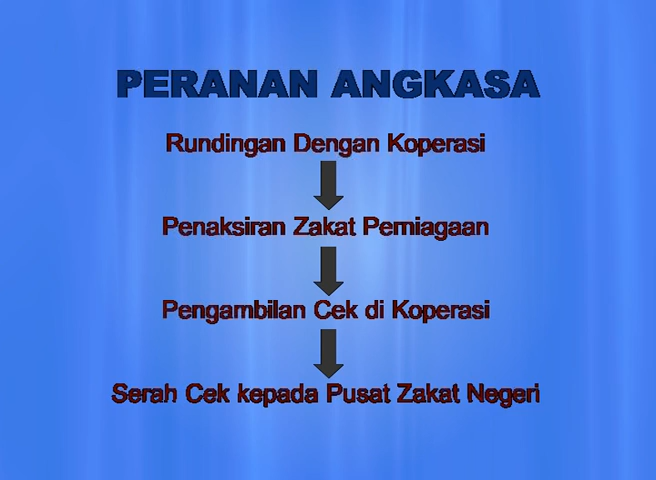 PERANAN ANGKASA
Rundingan Dengan Koperasi
Penaksiran Zakat Perniagaan
Pengambilan Cek di Koperasi
Serah Cek kepada Pusat Zakat Negeri